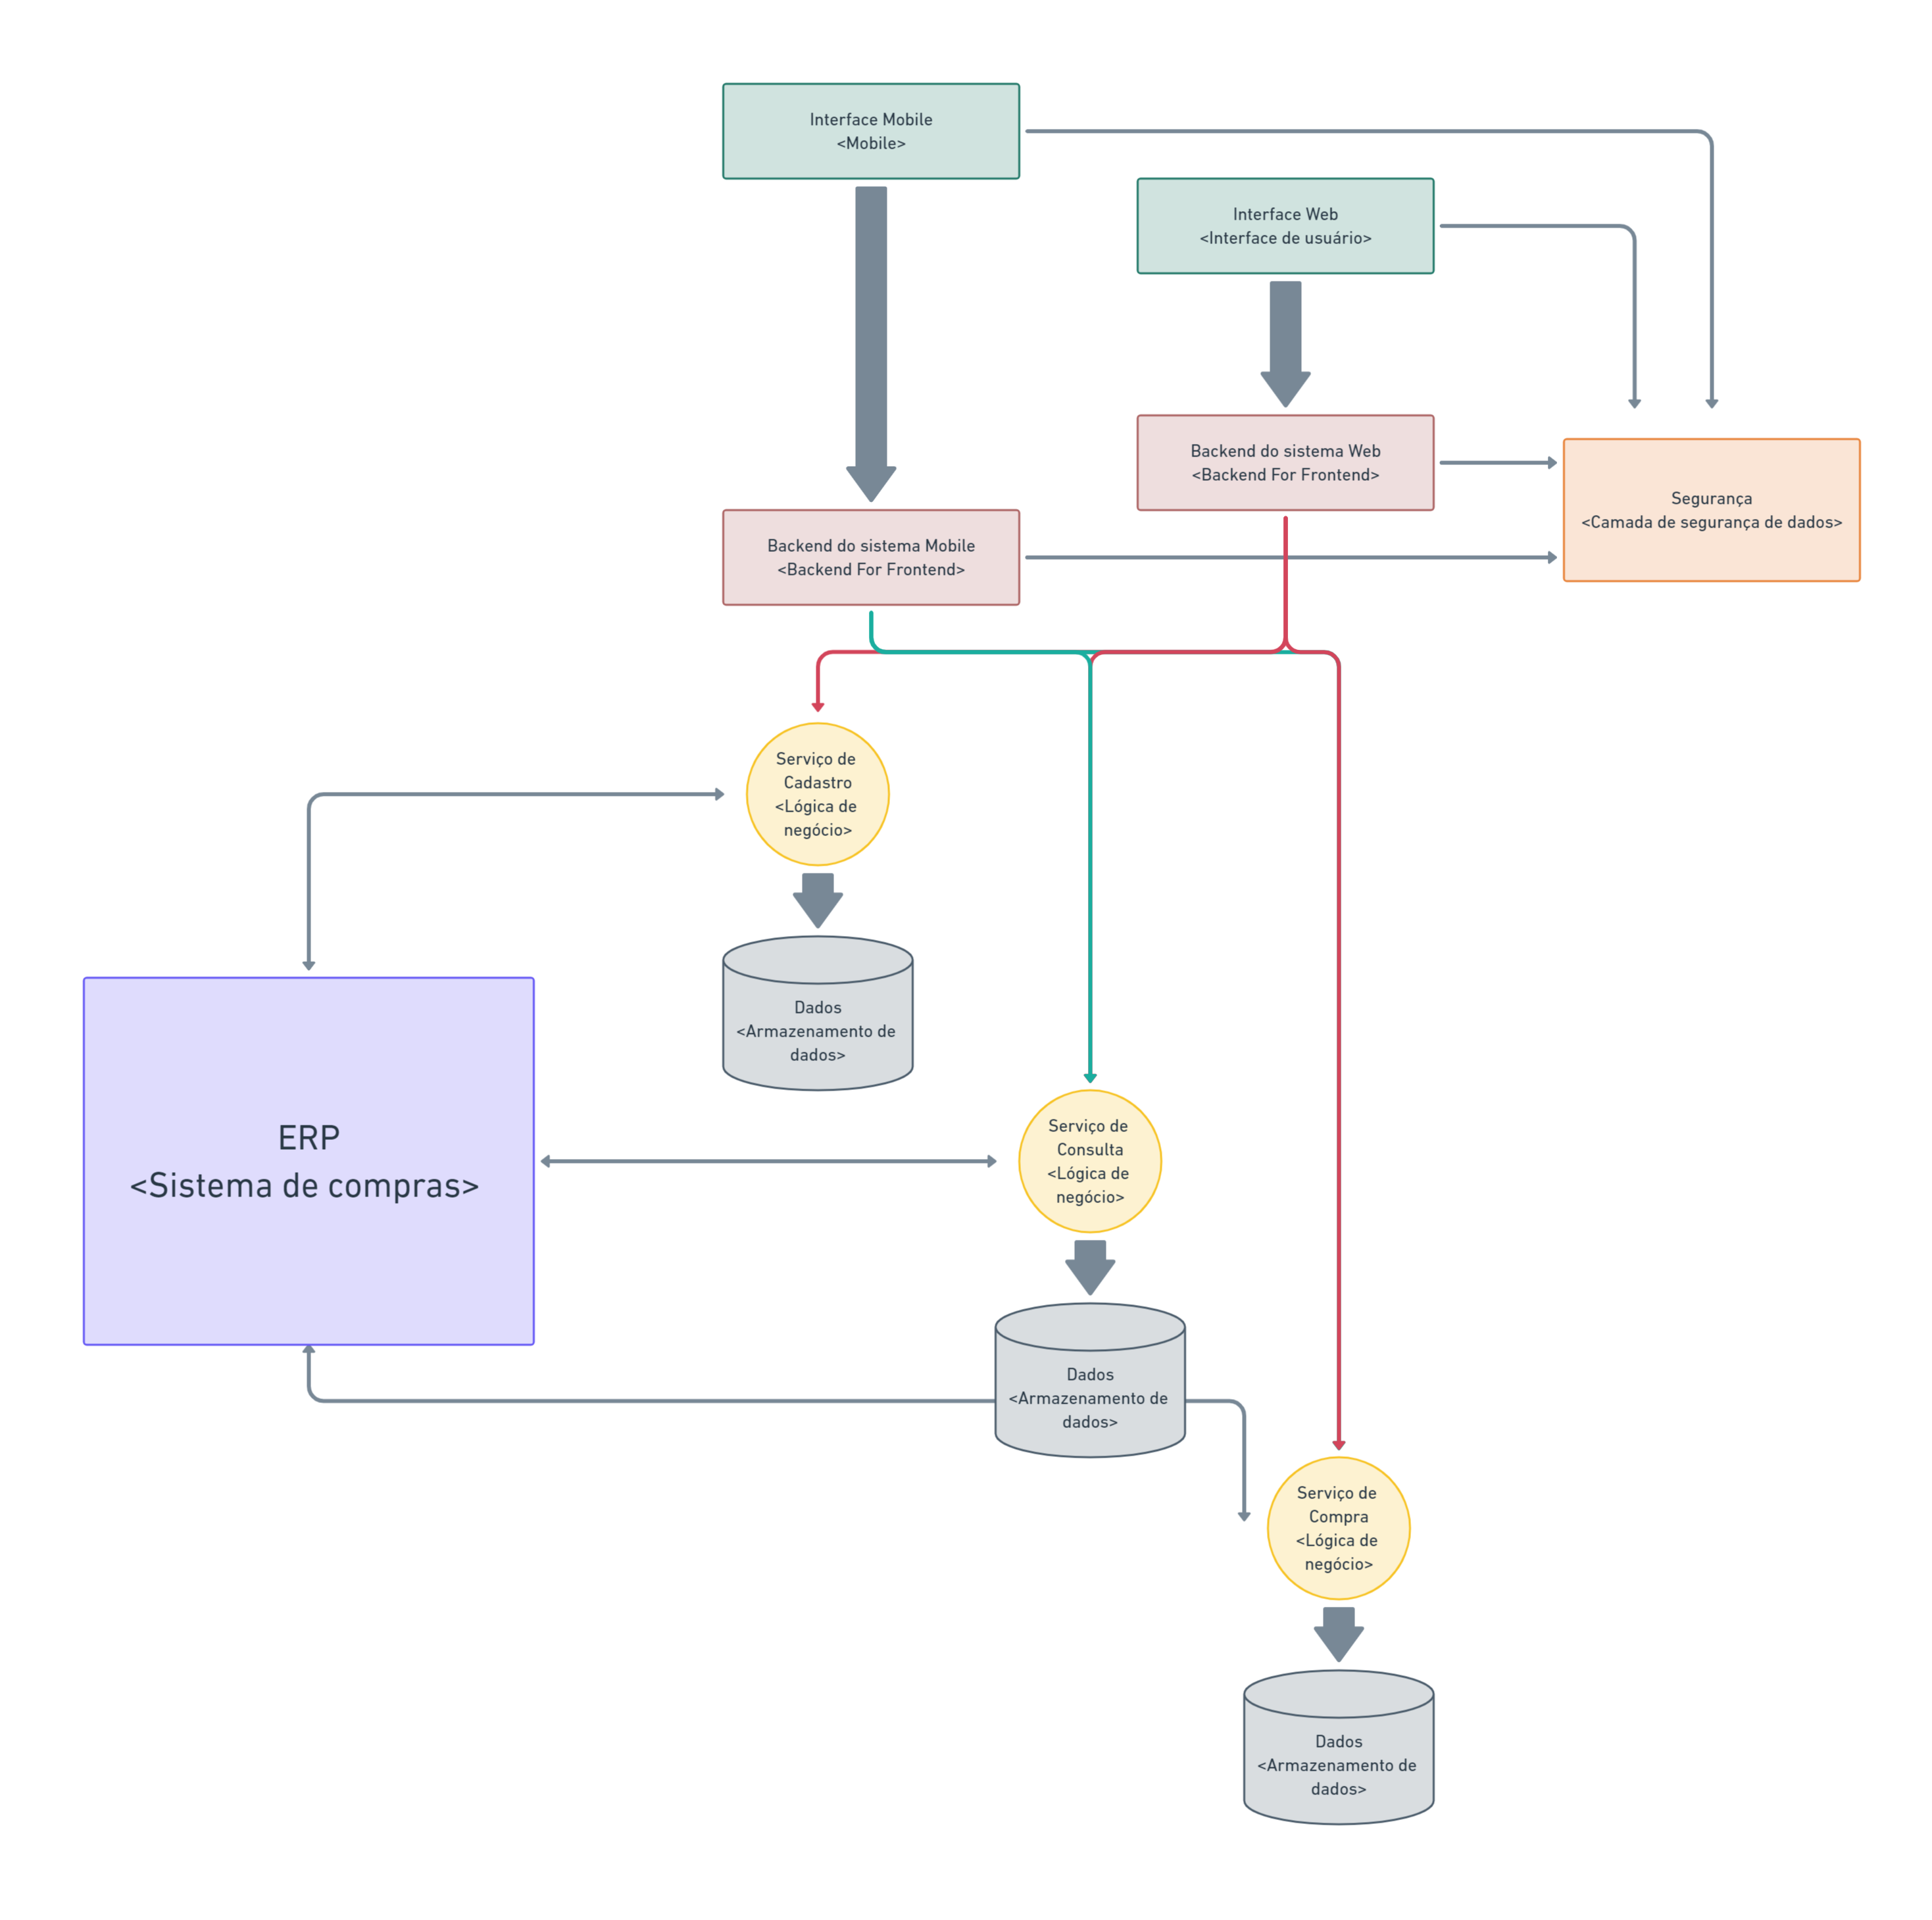 Interface Mobile
<Mobile>
Interface Web
<Interface de usuário>
Backend do sistema Web
<Backend For Frontend>
Segurança
<Camada de segurança de dados>
Backend do sistema Mobile
<Backend For Frontend>
Serviço de
Cadastro
<Lógica de
negócio>
Dados
<Armazenamento de
dados>
ERP
<Sistema de compras>
Serviço de
Consulta
<Lógica de
negócio>
Dados
<Armazenamento de
dados>
Serviço de
Compra
<Lógica de
negócio>
Dados
<Armazenamento de
dados>